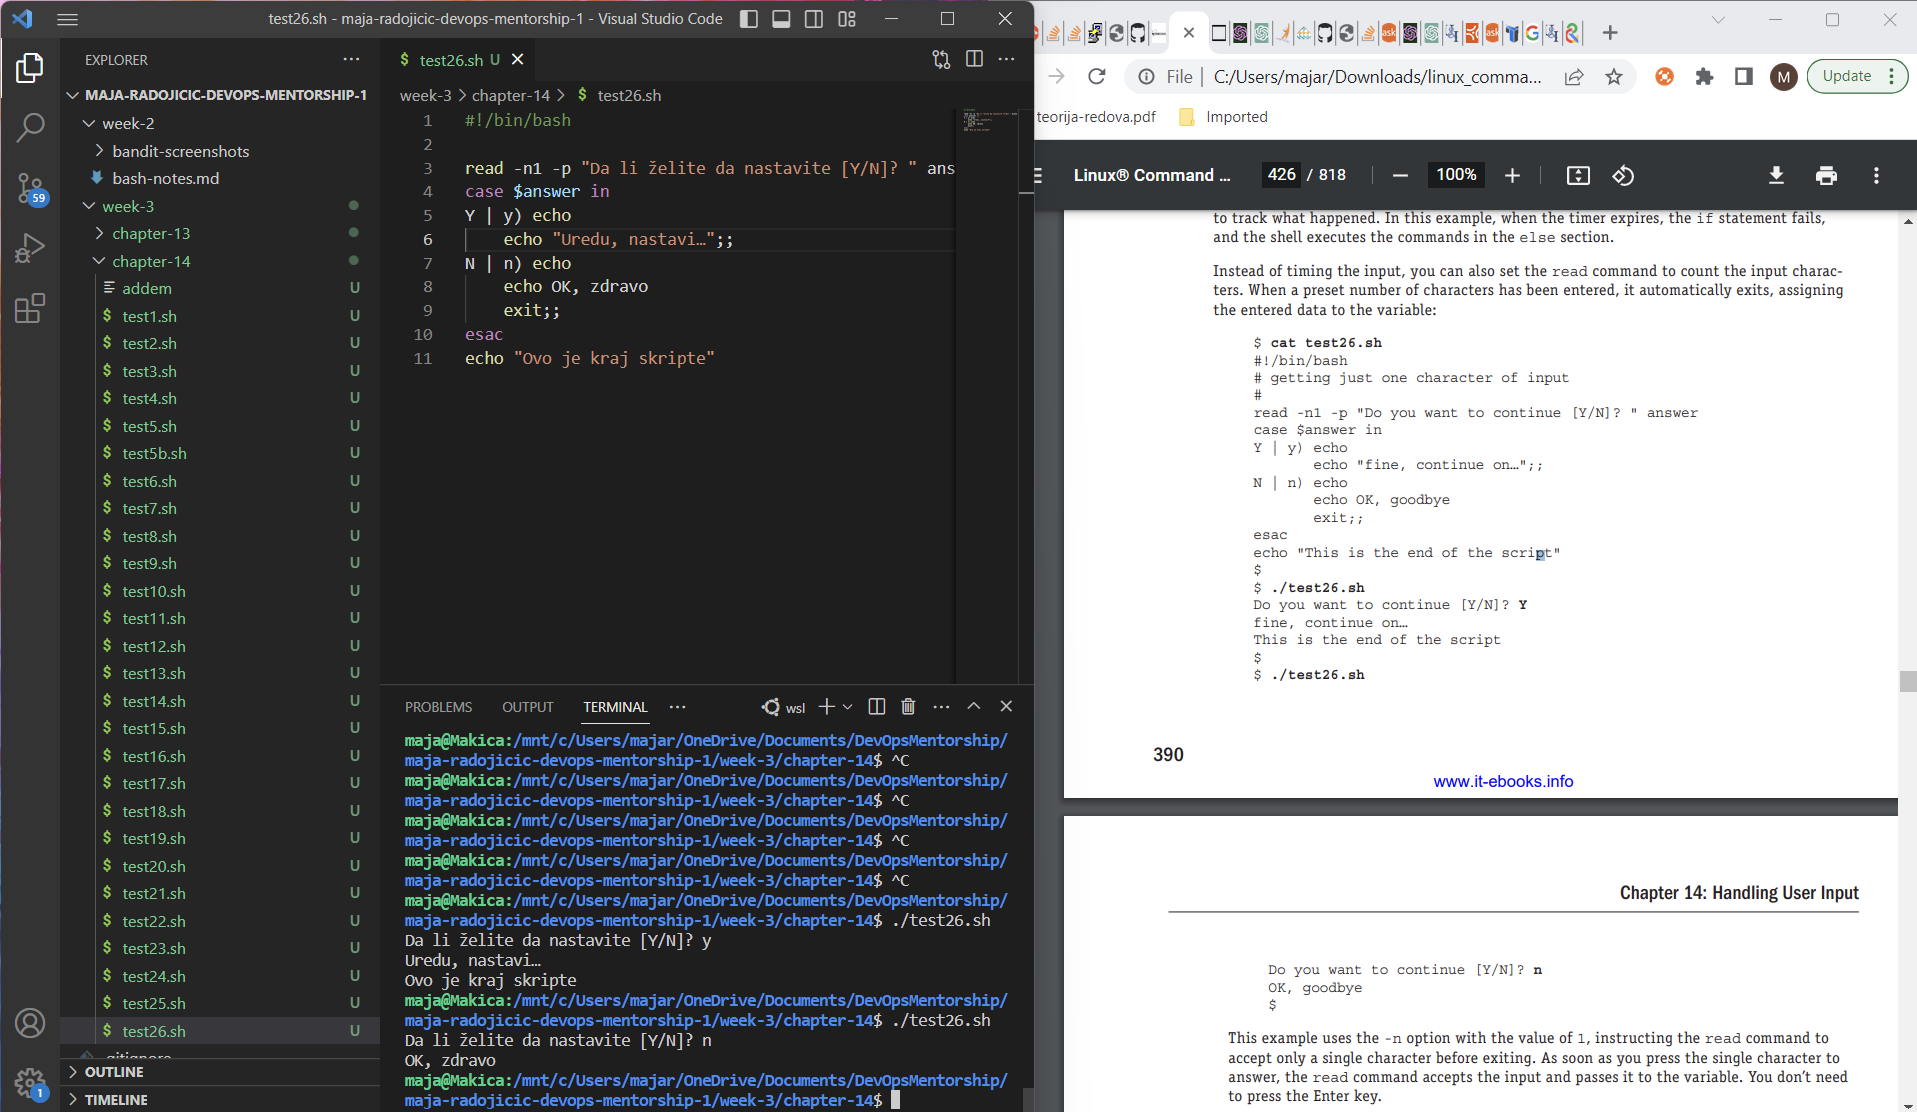 test26.sh - maja-radojicic-devops-mentorship-1 - Visual Studio Code
EXPLORER
MAJA-RADOJICIC-DEVOPS-MENTORSHIP-1
week-2
bandit-screenshots
bash-notes.md
week-3
chapter-13
chapter-14
addem U
$ test1.sh U
$ test2.sh U
$ test3.sh U
$ test4.sh U
$ test5.sh U
$ test5b.sh U
$ test6.sh U
$ test7.sh U
$ test8.sh U
$ test9.sh U
$ test10.sh U
$ test11.sh U
$ test12.sh U
$ test13.sh U
$ test14.sh U
$ test15.sh U
$ test16.sh U
$ test17.sh U
$ test18.sh U
$ test19.sh U
$ test20.sh U
$ test21.sh U
$ test22.sh U
$ test23.sh U
$ test24.sh U
$ test25.sh U
$ test26.sh U
.gitignore
OUTLINE
TIMELINE
59
1
$ test26.sh U
week-3 > chapter-14 > $ test26.sh
1 #!/bin/bash
2
3 read -n1 -p "Da li želite da nastavite [Y/N]? " ans
4 case $answer in
5 Y | y) echo
6 echo "Uredu, nastavi…";;
7 N | n) echo
8 echo OK, zdravo
9 exit;;
10 esac
11 echo "Ovo je kraj skripte"
PROBLEMS OUTPUT TERMINAL ··· wsl
maja@Makica:/mnt/c/Users/majar/OneDrive/Documents/DevOpsMentorship/
maja-radojicic-devops-mentorship-1/week-3/chapter-14$ ^C
maja@Makica:/mnt/c/Users/majar/OneDrive/Documents/DevOpsMentorship/
maja-radojicic-devops-mentorship-1/week-3/chapter-14$ ^C
maja@Makica:/mnt/c/Users/majar/OneDrive/Documents/DevOpsMentorship/
maja-radojicic-devops-mentorship-1/week-3/chapter-14$ ^C
maja@Makica:/mnt/c/Users/majar/OneDrive/Documents/DevOpsMentorship/
maja-radojicic-devops-mentorship-1/week-3/chapter-14$ ^C
maja@Makica:/mnt/c/Users/majar/OneDrive/Documents/DevOpsMentorship/
maja-radojicic-devops-mentorship-1/week-3/chapter-14$ ./test26.sh
Da li želite da nastavite [Y/N]? y
Uredu, nastavi…
Ovo je kraj skripte
maja@Makica:/mnt/c/Users/majar/OneDrive/Documents/DevOpsMentorship/
maja-radojicic-devops-mentorship-1/week-3/chapter-14$ ./test26.sh
Da li želite da nastavite [Y/N]? n
OK, zdravo
maja@Makica:/mnt/c/Users/majar/OneDrive/Documents/DevOpsMentorship/
maja-radojicic-devops-mentorship-1/week-3/chapter-14$
File | C:/Users/majar/Downloads/linux_comma... M Update
teorija-redova.pdf Imported
Linux® Command ... 426 / 818 100%
to track what happened. In this example, when the timer expires, the if statement fails,
and the shell executes the commands in the else section.
Instead of timing the input, you can also set the read command to count the input charac-
ters. When a preset number of characters has been entered, it automatically exits, assigning
the entered data to the variable:
$ cat test26.sh
#!/bin/bash
# getting just one character of input
#
read -n1 -p "Do you want to continue [Y/N]? " answer
case $answer in
Y | y) echo
echo "fine, continue on…";;
N | n) echo
echo OK, goodbye
exit;;
esac
echo "This is the end of the script"
$
$ ./test26.sh
Do you want to continue [Y/N]? Y
fine, continue on…
This is the end of the script
$
$ ./test26.sh
390
www.it-ebooks.info
Chapter 14: Handling User Input
Do you want to continue [Y/N]? n
OK, goodbye
$
This example uses the -n option with the value of 1, instructing the read command to
accept only a single character before exiting. As soon as you press the single character to
answer, the read command accepts the input and passes it to the variable. You don't need
to press the Enter key.